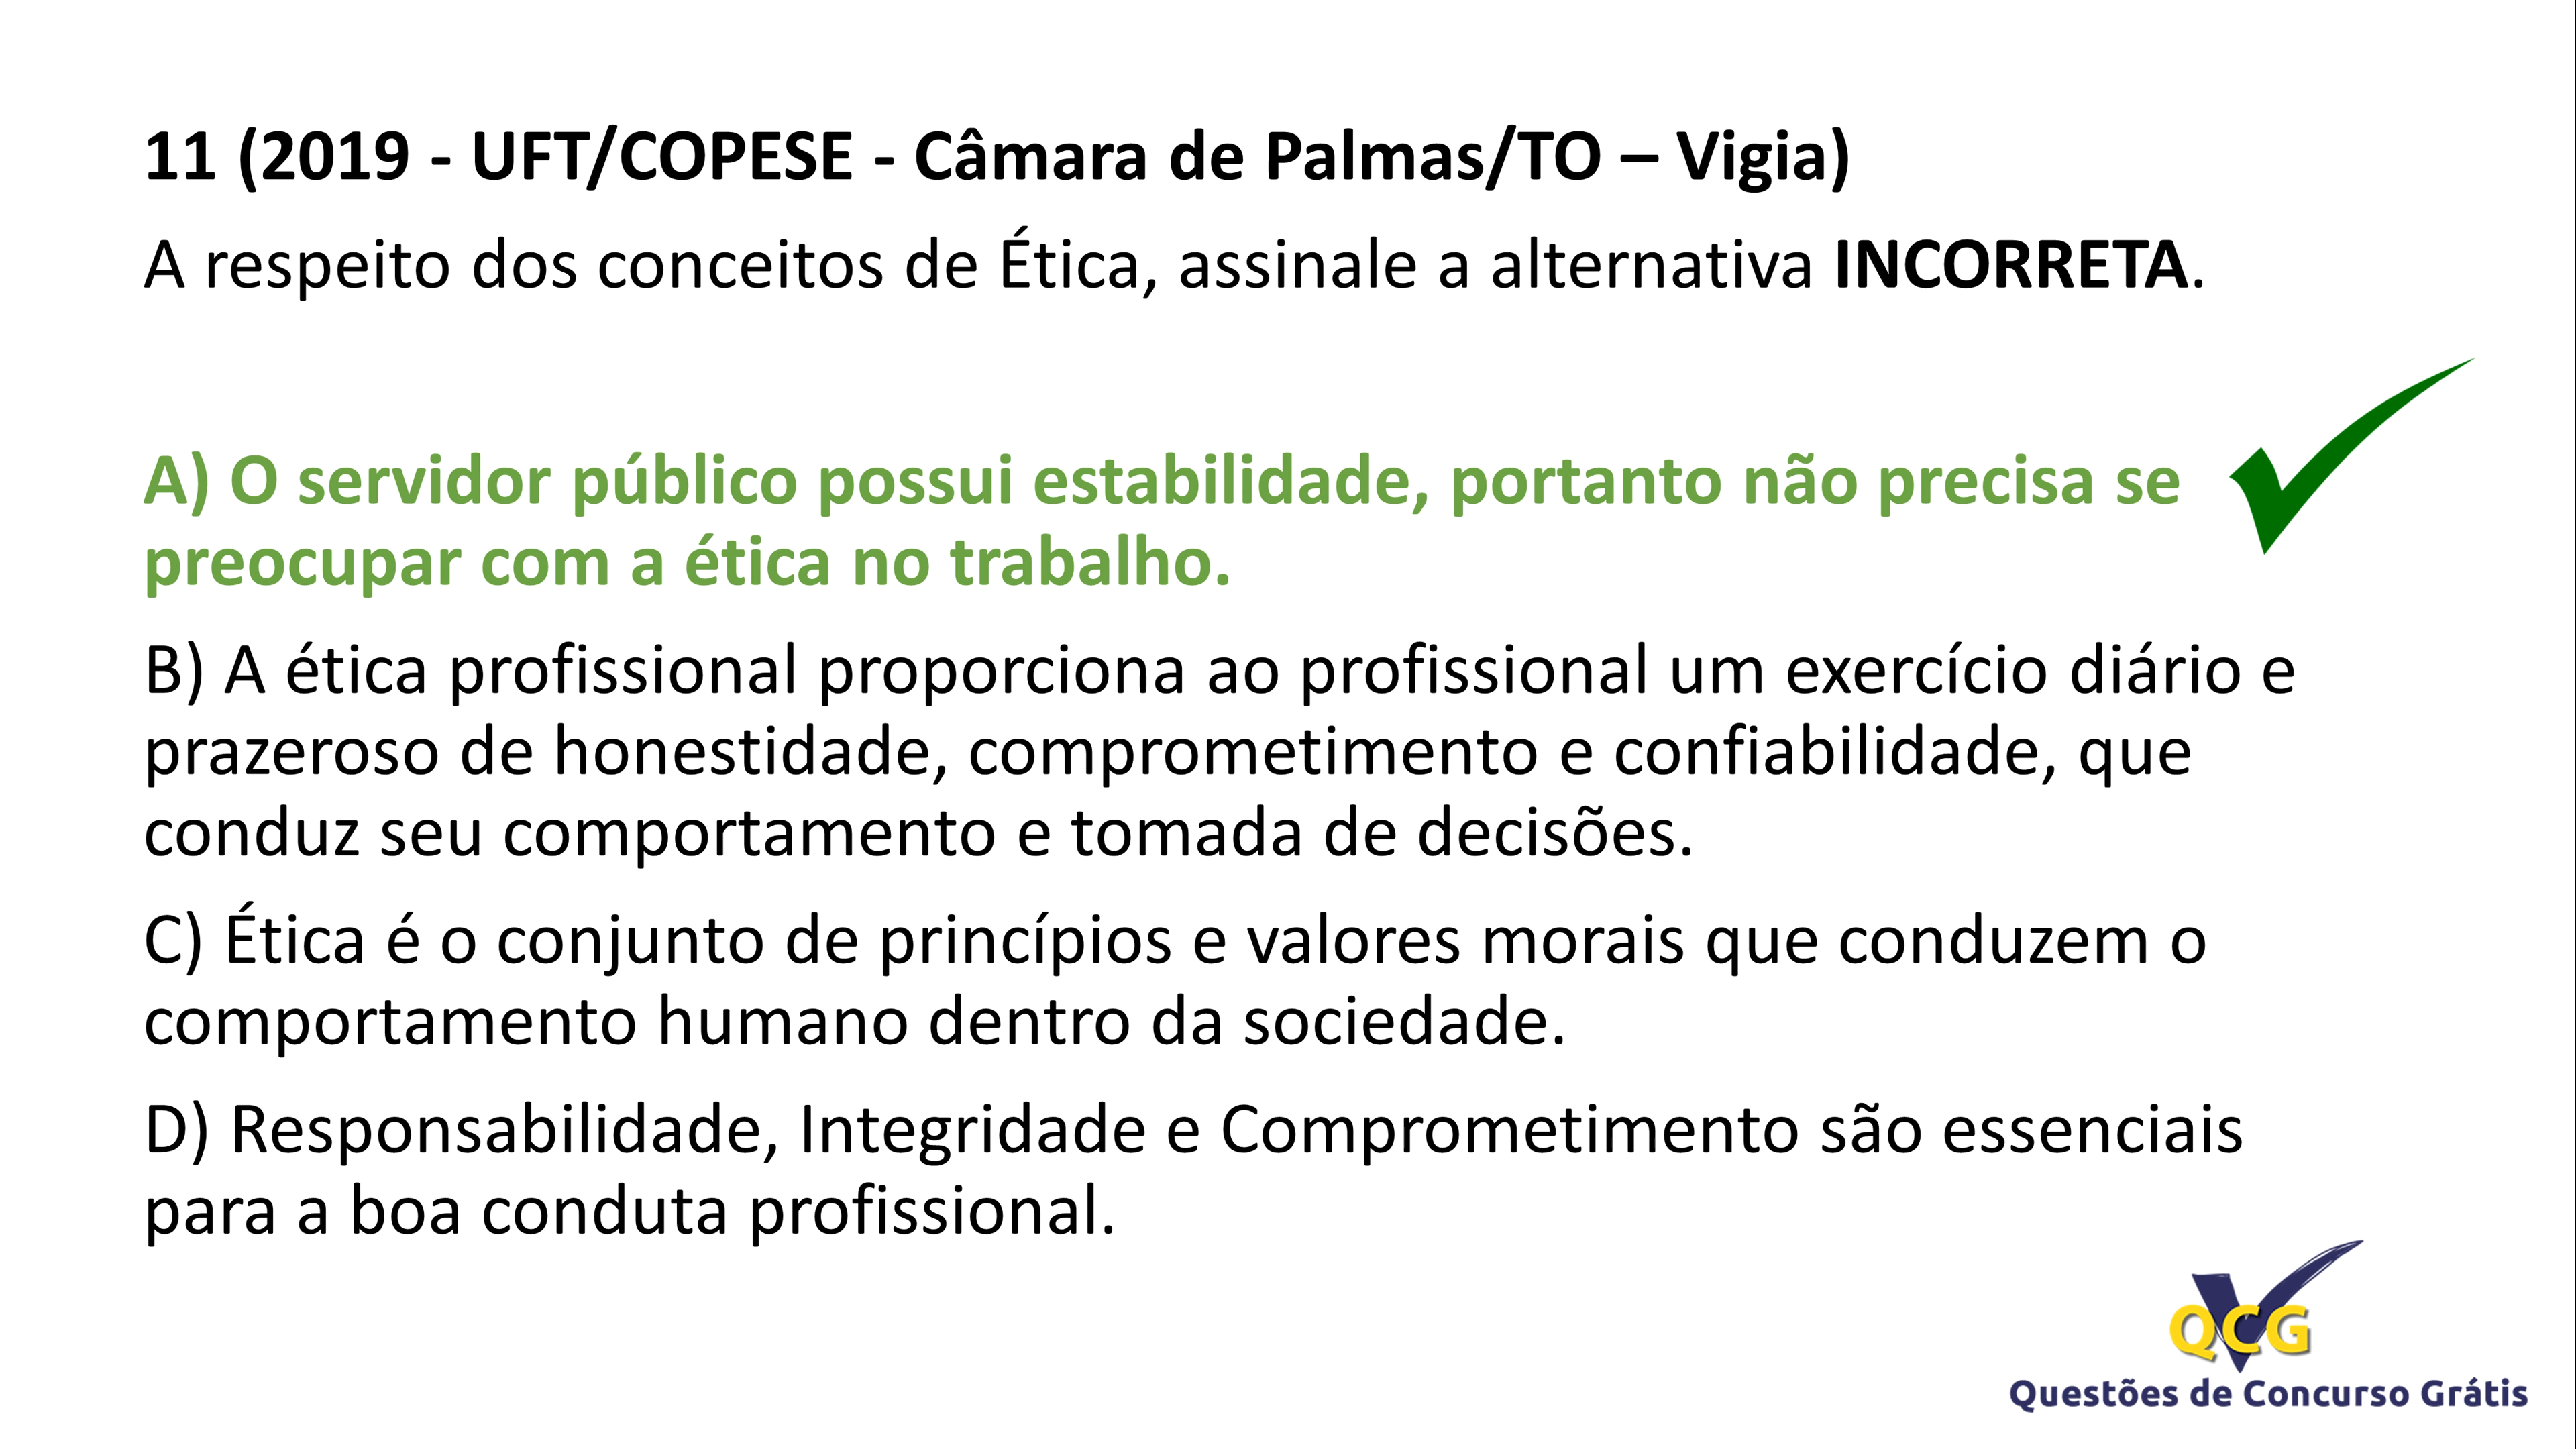 11 (2019 - UFT/COPESE - Câmara de Palmas/TO – Vigia)
A respeito dos conceitos de Ética, assinale a alternativa INCORRETA.
A) O servidor público possui estabilidade, portanto não precisa se
preocupar com a ética no trabalho.
B) A ética profissional proporciona ao profissional um exercício diário e
prazeroso de honestidade, comprometimento e confiabilidade, que
conduz seu comportamento e tomada de decisões.
C) Ética é o conjunto de princípios e valores morais que conduzem o
comportamento humano dentro da sociedade.
D) Responsabilidade, Integridade e Comprometimento são essenciais
para a boa conduta profissional.
QCG
Questões de Concurso Grátis